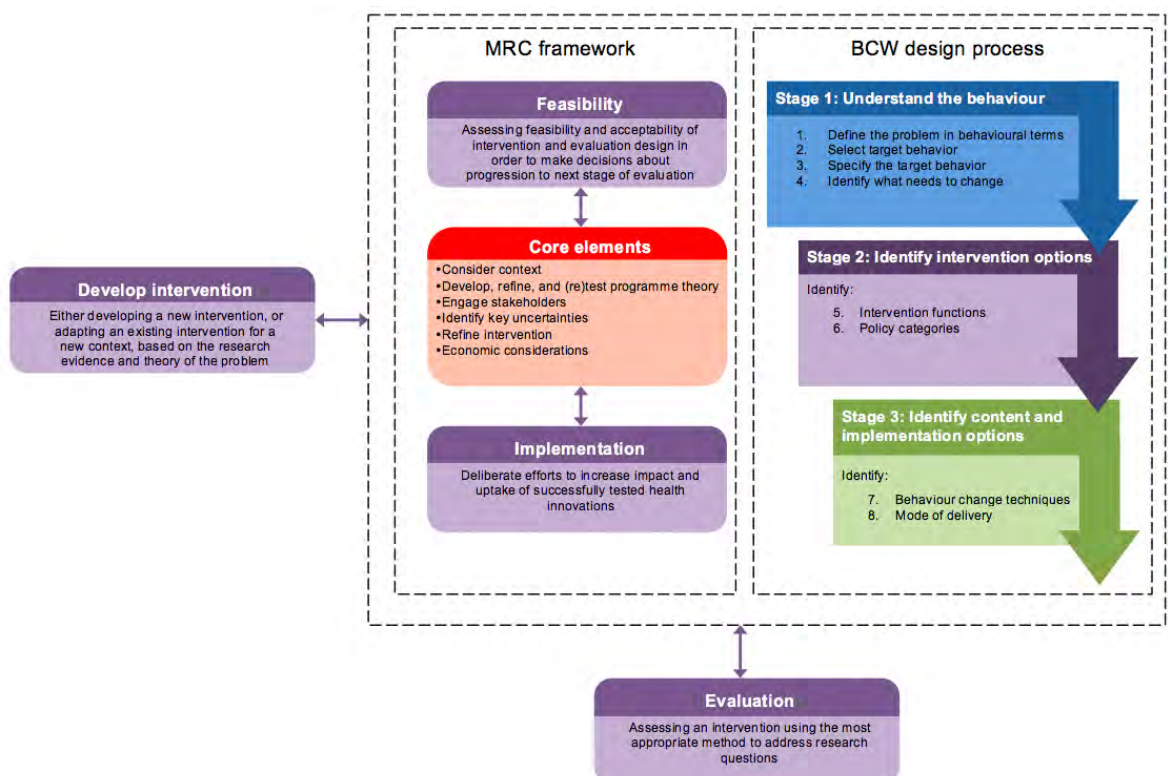 MRC framework
Feasibility
Assessing feasibility and acceptability of
intervention and evaluation design in
order to make decisions about
progression to next stage of evaluation
Core elements
•Consider context
•Develop, refine, and (re)test programme theory
•Engage stakeholders
•Identify key uncertainties
•Refine intervention
•Economic considerations
Implementation
Deliberate efforts to increase impact and
uptake of successfully tested health
innovations
Develop intervention
Either developing a new intervention, or
adapting an existing intervention for a
new context, based on the research
evidence and theory of the problem
BCW design process
Stage 1: Understand the behaviour
1. Define the problem in behavioural terms
2. Select target behavior
3. Specify the target behavior
4. Identify what needs to change
Stage 2: Identify intervention options
Identify:
5. Intervention functions
6. Policy categories
Stage 3: Identify content and
implementation options
Identify:
7. Behaviour change techniques
8. Mode of delivery
Evaluation
Assessing an intervention using the most
appropriate method to address research
questions